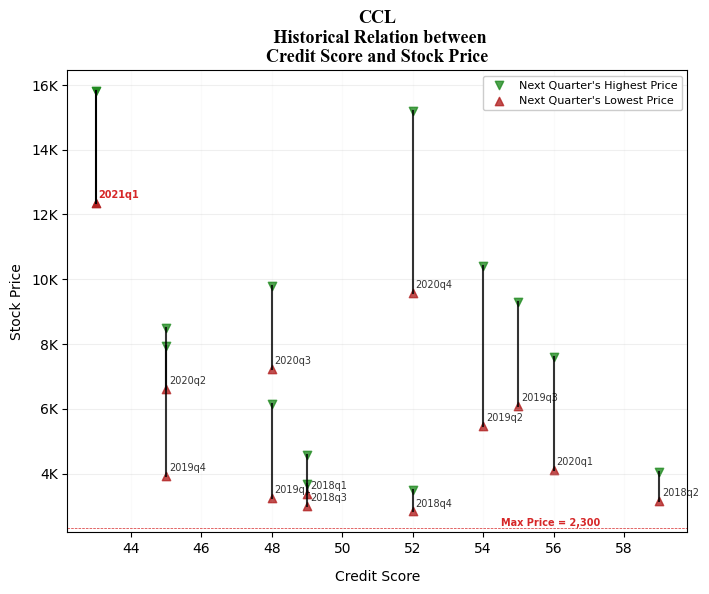 CCL
Historical Relation between
Credit Score and Stock Price
Next Quarter's Highest Price
Next Quarter's Lowest Price
16K
14K
12K
10K
8K
6K
4K
Stock Price
2021q1
2020q4
2020q3
2020q2
2019q3
2019q2
2020q1
2019q4
2019q1
2018q1
2018q3
2018q4
2018q2
Max Price = 2,300
44 46 48 50 52 54 56 58
Credit Score